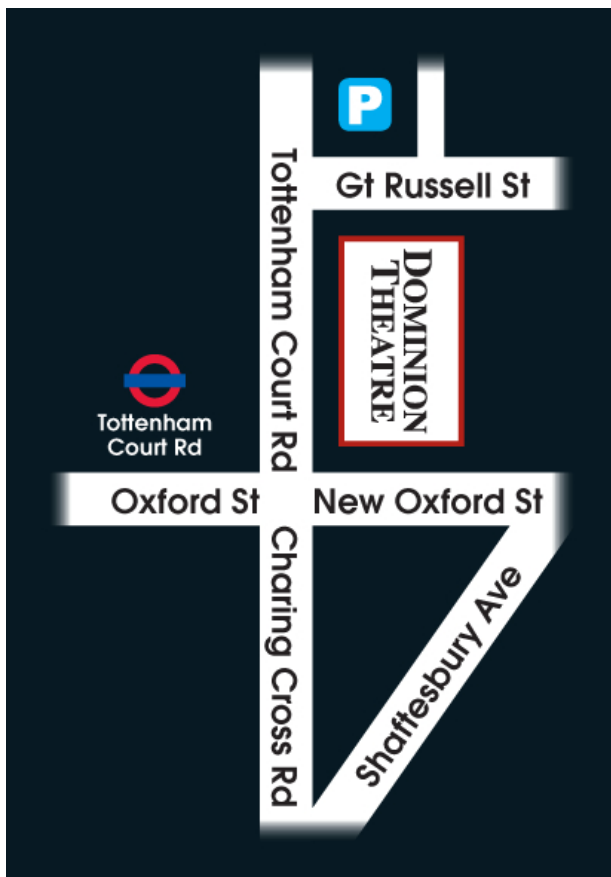 P
Gt Russell St
Tottenham Court Rd
DOMINION
THEATRE
Tottenham
Court Rd
Oxford St
New Oxford St
Charing Cross Rd
Shaftesbury Ave